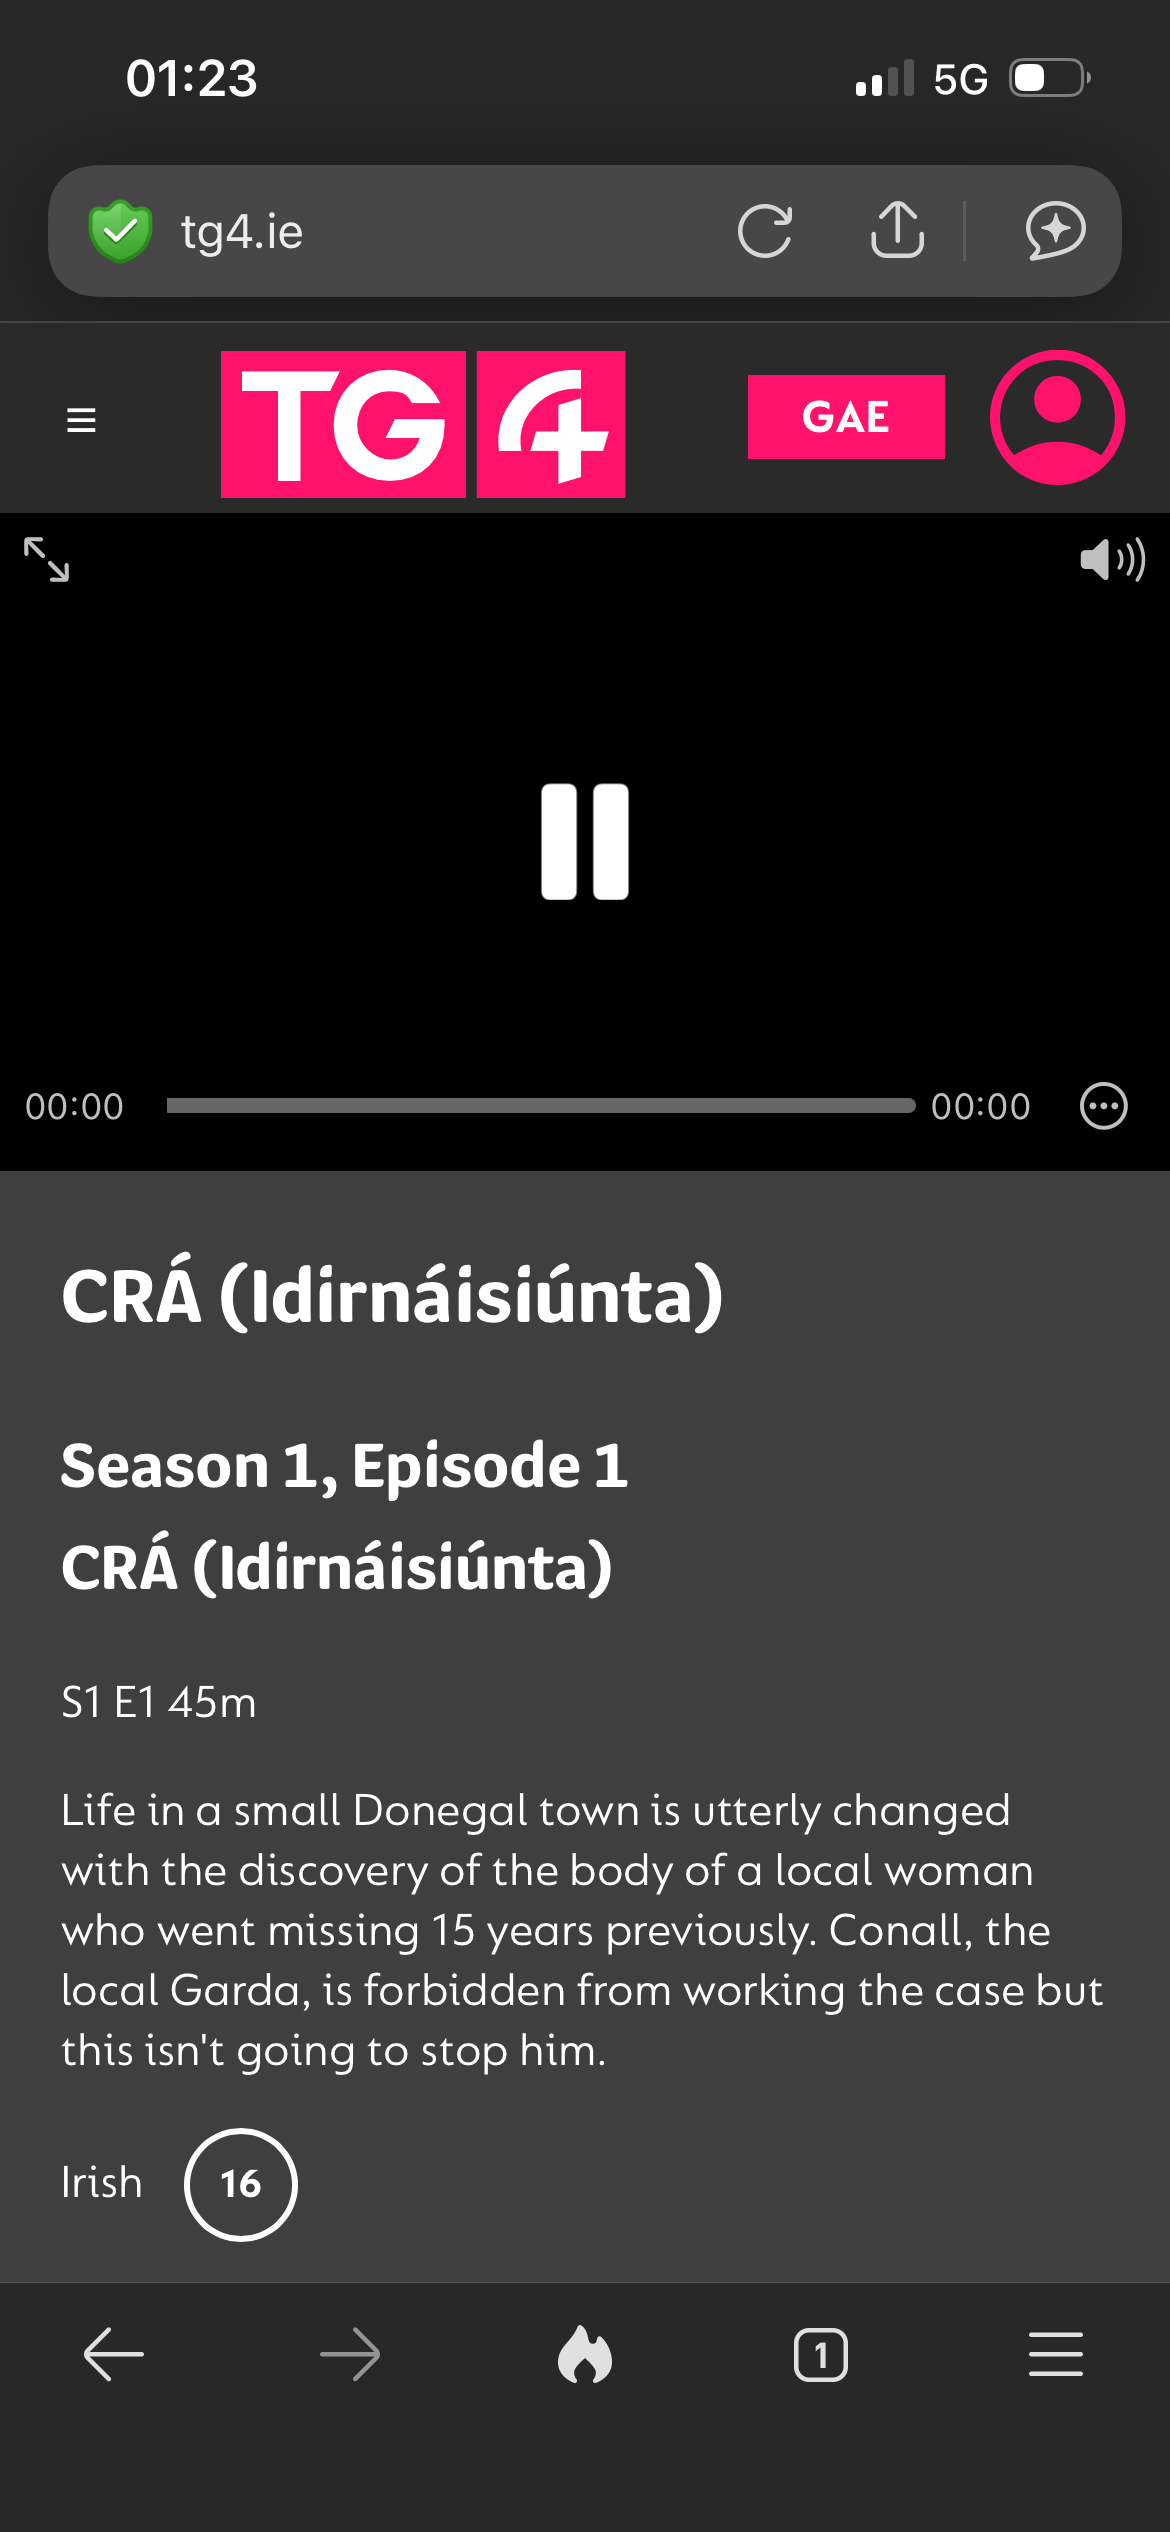 01:23 5G
tg4.ie
TG4 GAE
00:00 00:00
CRÁ (Idirnáisiúnta)
Season 1, Episode 1
CRÁ (Idirnáisiúnta)
S1 E1 45m
Life in a small Donegal town is utterly changed
with the discovery of the body of a local woman
who went missing 15 years previously. Conall, the
local Garda, is forbidden from working the case but
this isn't going to stop him.
Irish 16
1